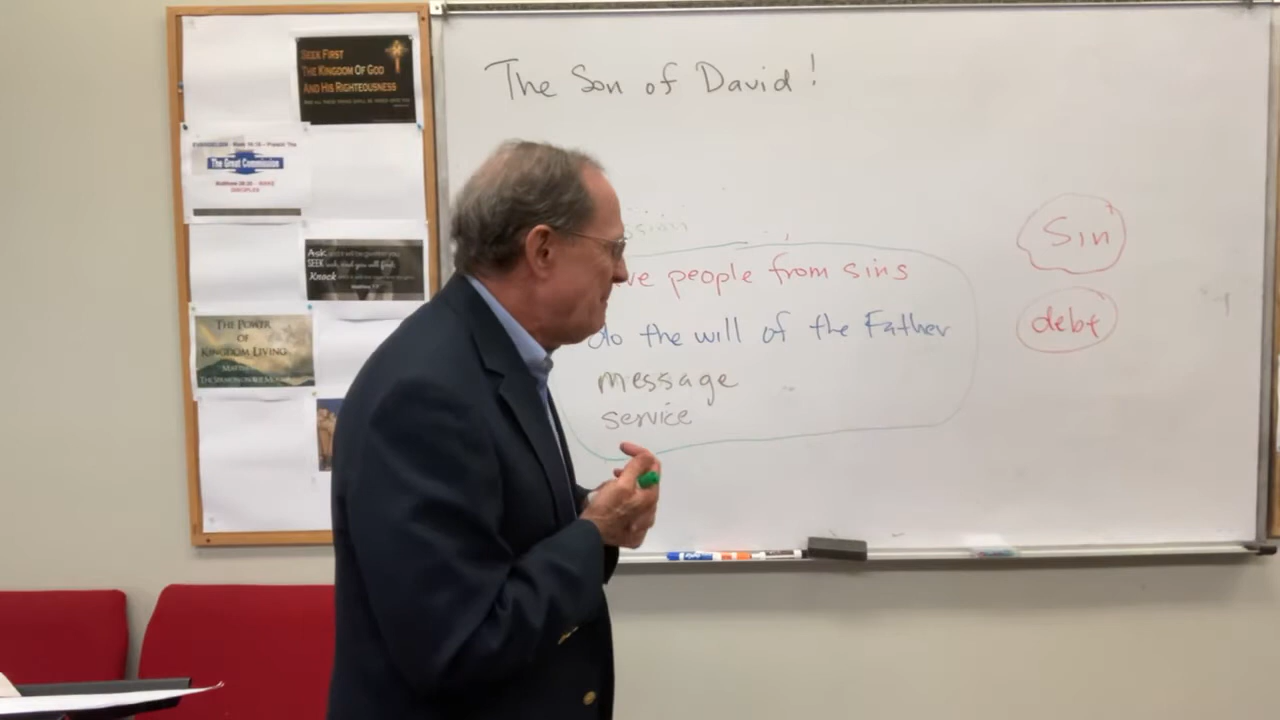 SEEK FIRST
THE KINGDOM OF GOD
AND HIS RIGHTEOUSNESS
The Great Commission
Ask
SEEK
Knock
THE POWER
OF
KINGDOM LIVING
The Son of David!
ve people from sins
do the will of the Father
message
service
Sin
debt